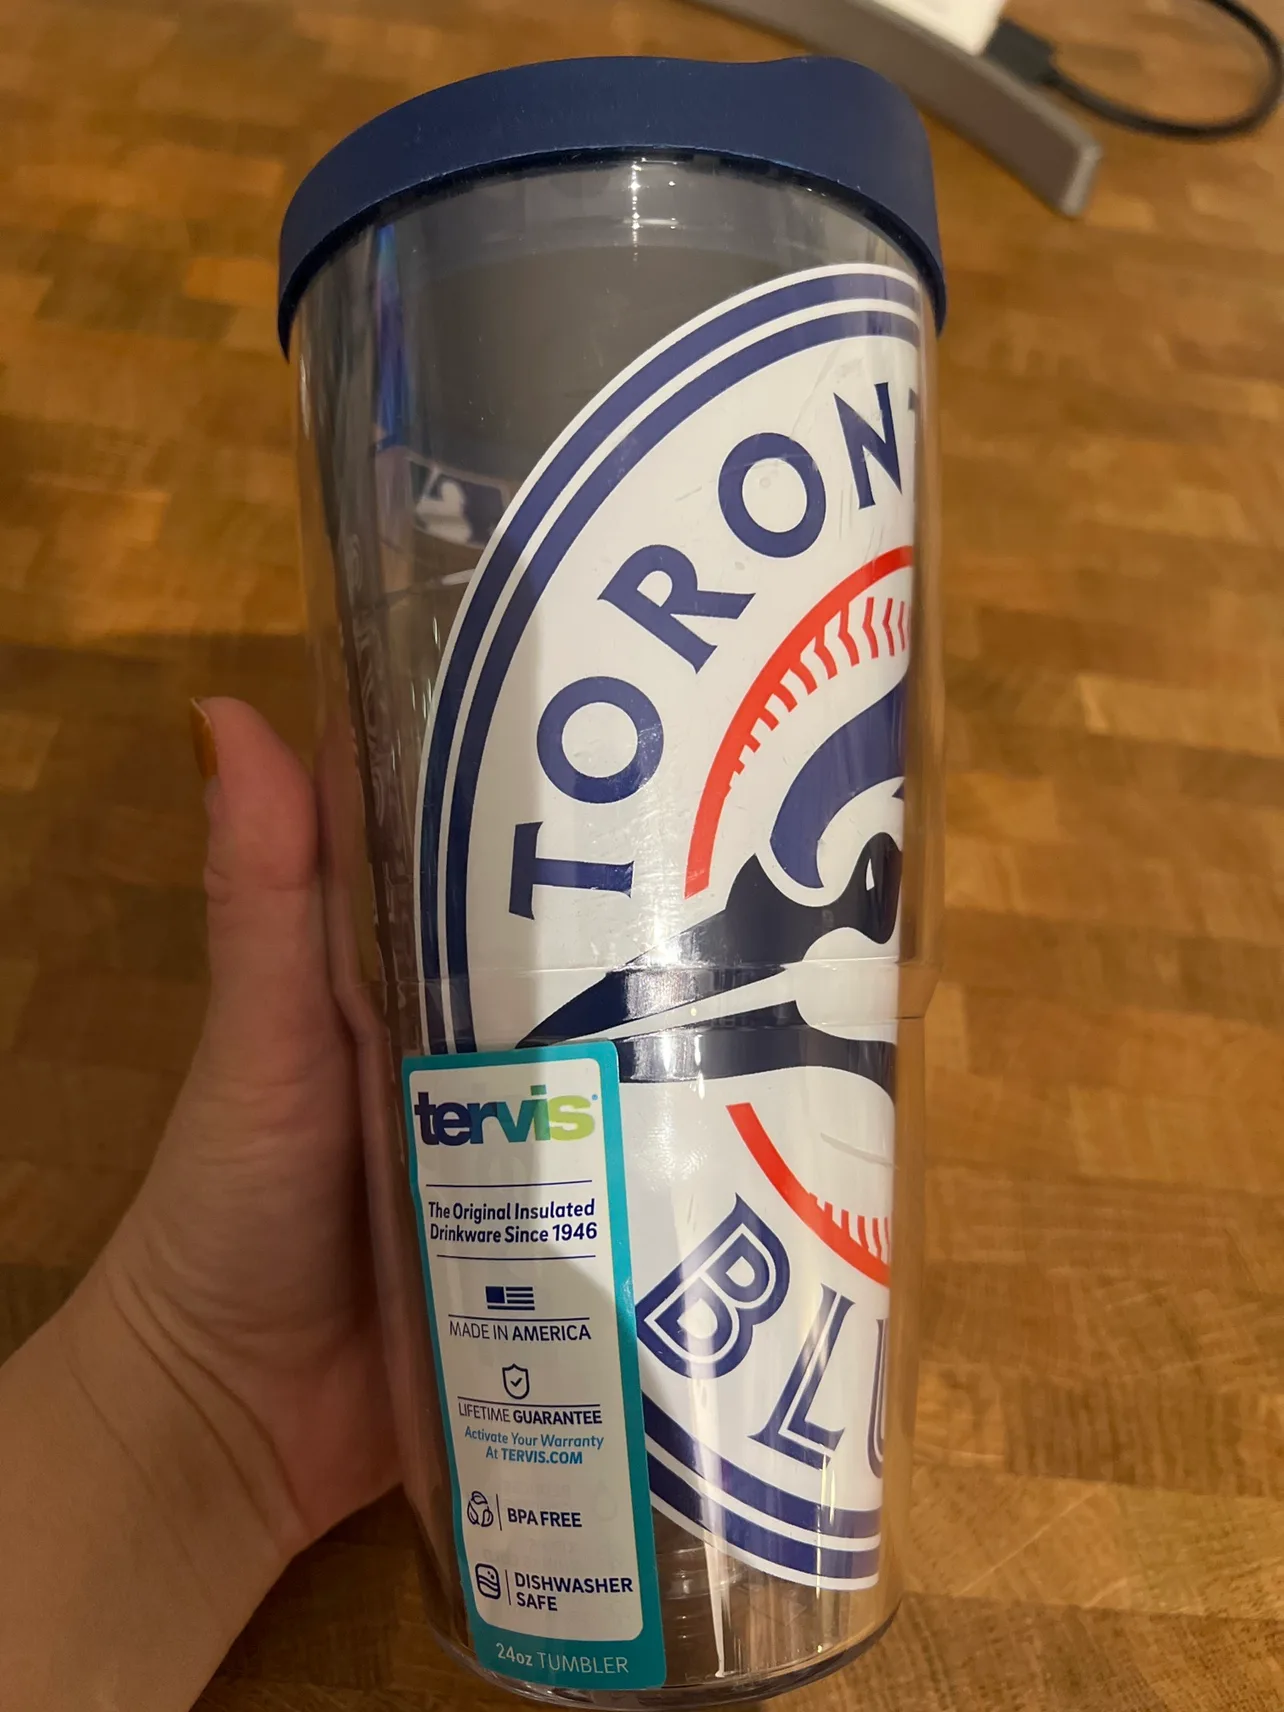 TORON
BLU
tervis
The Original Insulated
Drinkware Since 1946
MADE IN AMERICA
LIFETIME GUARANTEE
Activate Your Warranty
At TERVIS.COM
BPA FREE
DISHWASHER
SAFE
24oz TUMBLER